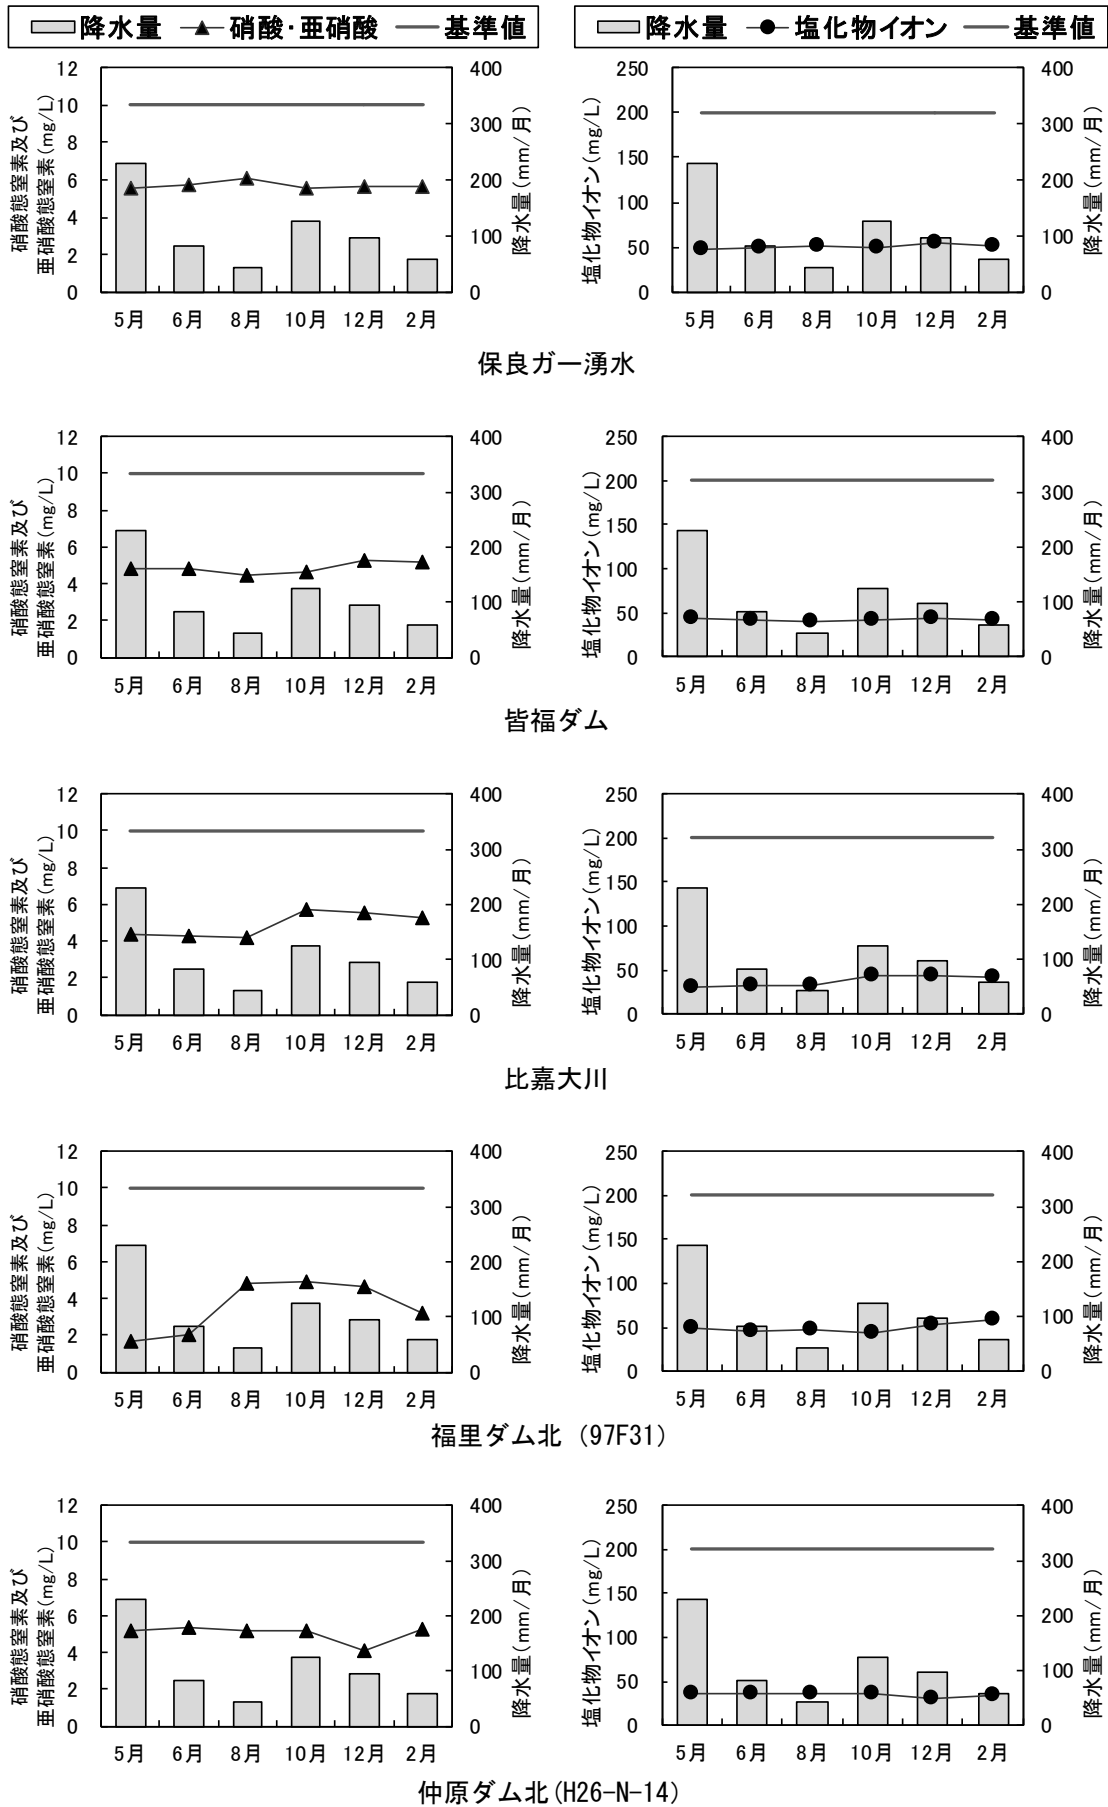 降水量 硝酸・亜硝酸 基準値
降水量 塩化物イオン 基準値
硝酸態窒素及び
亜硝酸態窒素(mg/L)
12
10
8
6
4
2
0
400
300
200
100
0
降水量(mm/月)
5月 6月 8月 10月 12月 2月
塩化物イオン(mg/L)
250
200
150
100
50
0
400
300
200
100
0
降水量(mm/月)
5月 6月 8月 10月 12月 2月
保良ガー湧水
硝酸態窒素及び
亜硝酸態窒素(mg/L)
12
10
8
6
4
2
0
400
300
200
100
0
降水量(mm/月)
5月 6月 8月 10月 12月 2月
塩化物イオン(mg/L)
250
200
150
100
50
0
400
300
200
100
0
降水量(mm/月)
5月 6月 8月 10月 12月 2月
皆福ダム
硝酸態窒素及び
亜硝酸態窒素(mg/L)
12
10
8
6
4
2
0
400
300
200
100
0
降水量(mm/月)
5月 6月 8月 10月 12月 2月
塩化物イオン(mg/L)
250
200
150
100
50
0
400
300
200
100
0
降水量(mm/月)
5月 6月 8月 10月 12月 2月
比嘉大川
硝酸態窒素及び
亜硝酸態窒素(mg/L)
12
10
8
6
4
2
0
400
300
200
100
0
降水量(mm/月)
5月 6月 8月 10月 12月 2月
塩化物イオン(mg/L)
250
200
150
100
50
0
400
300
200
100
0
降水量(mm/月)
5月 6月 8月 10月 12月 2月
福里ダム北 (97F31)
硝酸態窒素及び
亜硝酸態窒素(mg/L)
12
10
8
6
4
2
0
400
300
200
100
0
降水量(mm/月)
5月 6月 8月 10月 12月 2月
塩化物イオン(mg/L)
250
200
150
100
50
0
400
300
200
100
0
降水量(mm/月)
5月 6月 8月 10月 12月 2月
仲原ダム北(H26-N-14)